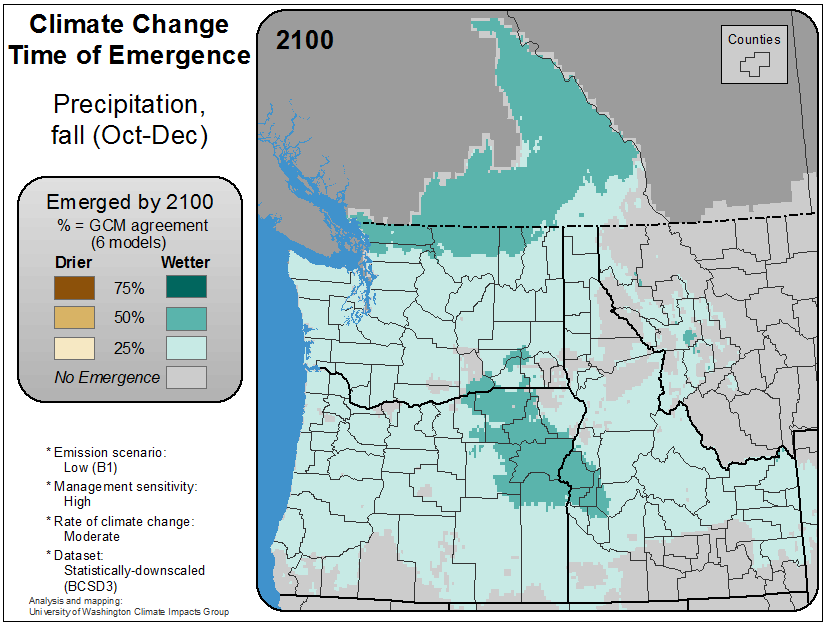 Climate Change
Time of Emergence
Precipitation,
fall (Oct-Dec)
Emerged by 2100
% = GCM agreement
(6 models)
Drier Wetter
75%
50%
25%
No Emergence
* Emission scenario:
Low (B1)
* Management sensitivity:
High
* Rate of climate change:
Moderate
* Dataset:
Statistically-downscaled
(BCSD3)
Analysis and mapping:
University of Washington Climate Impacts Group
2100
Counties